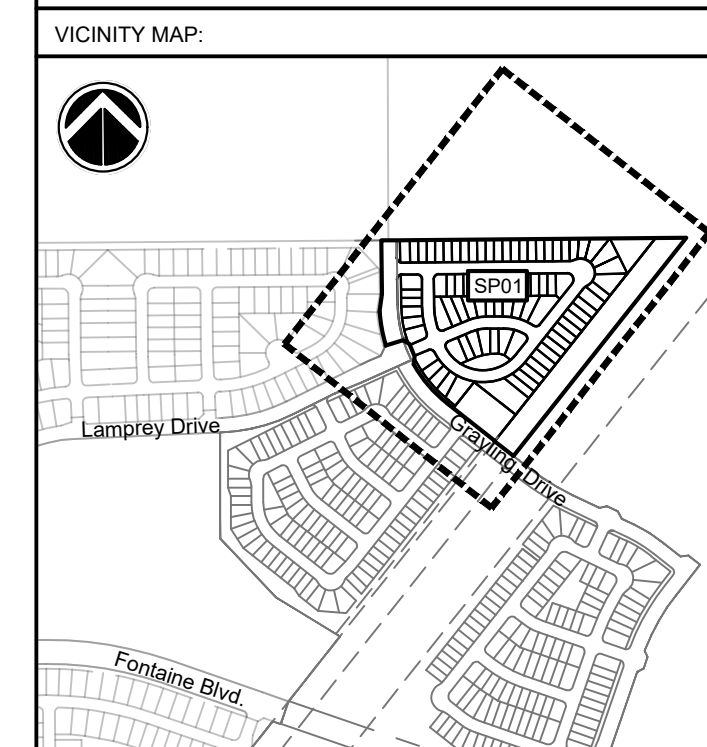 VICINITY MAP:
SP01
Lamprey Drive
Grayling Drive
Fontaine Blvd.